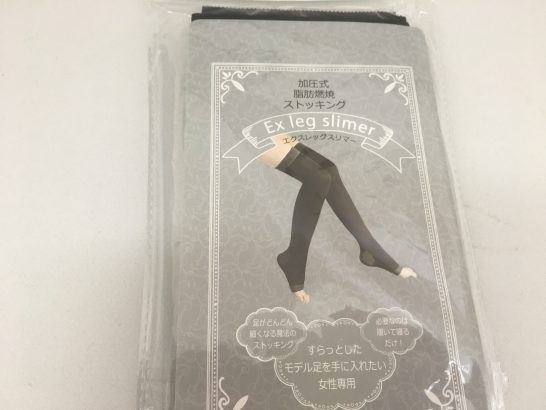 加圧式
脂肪燃焼
ストッキング
Ex leg slimer
エクスレッグスリマー
足がどんどん
細くなる魔法の
ストッキング
必要なのは
履いて寝る
だけ！
すらっとした
モデル足を手に入れたい
女性専用